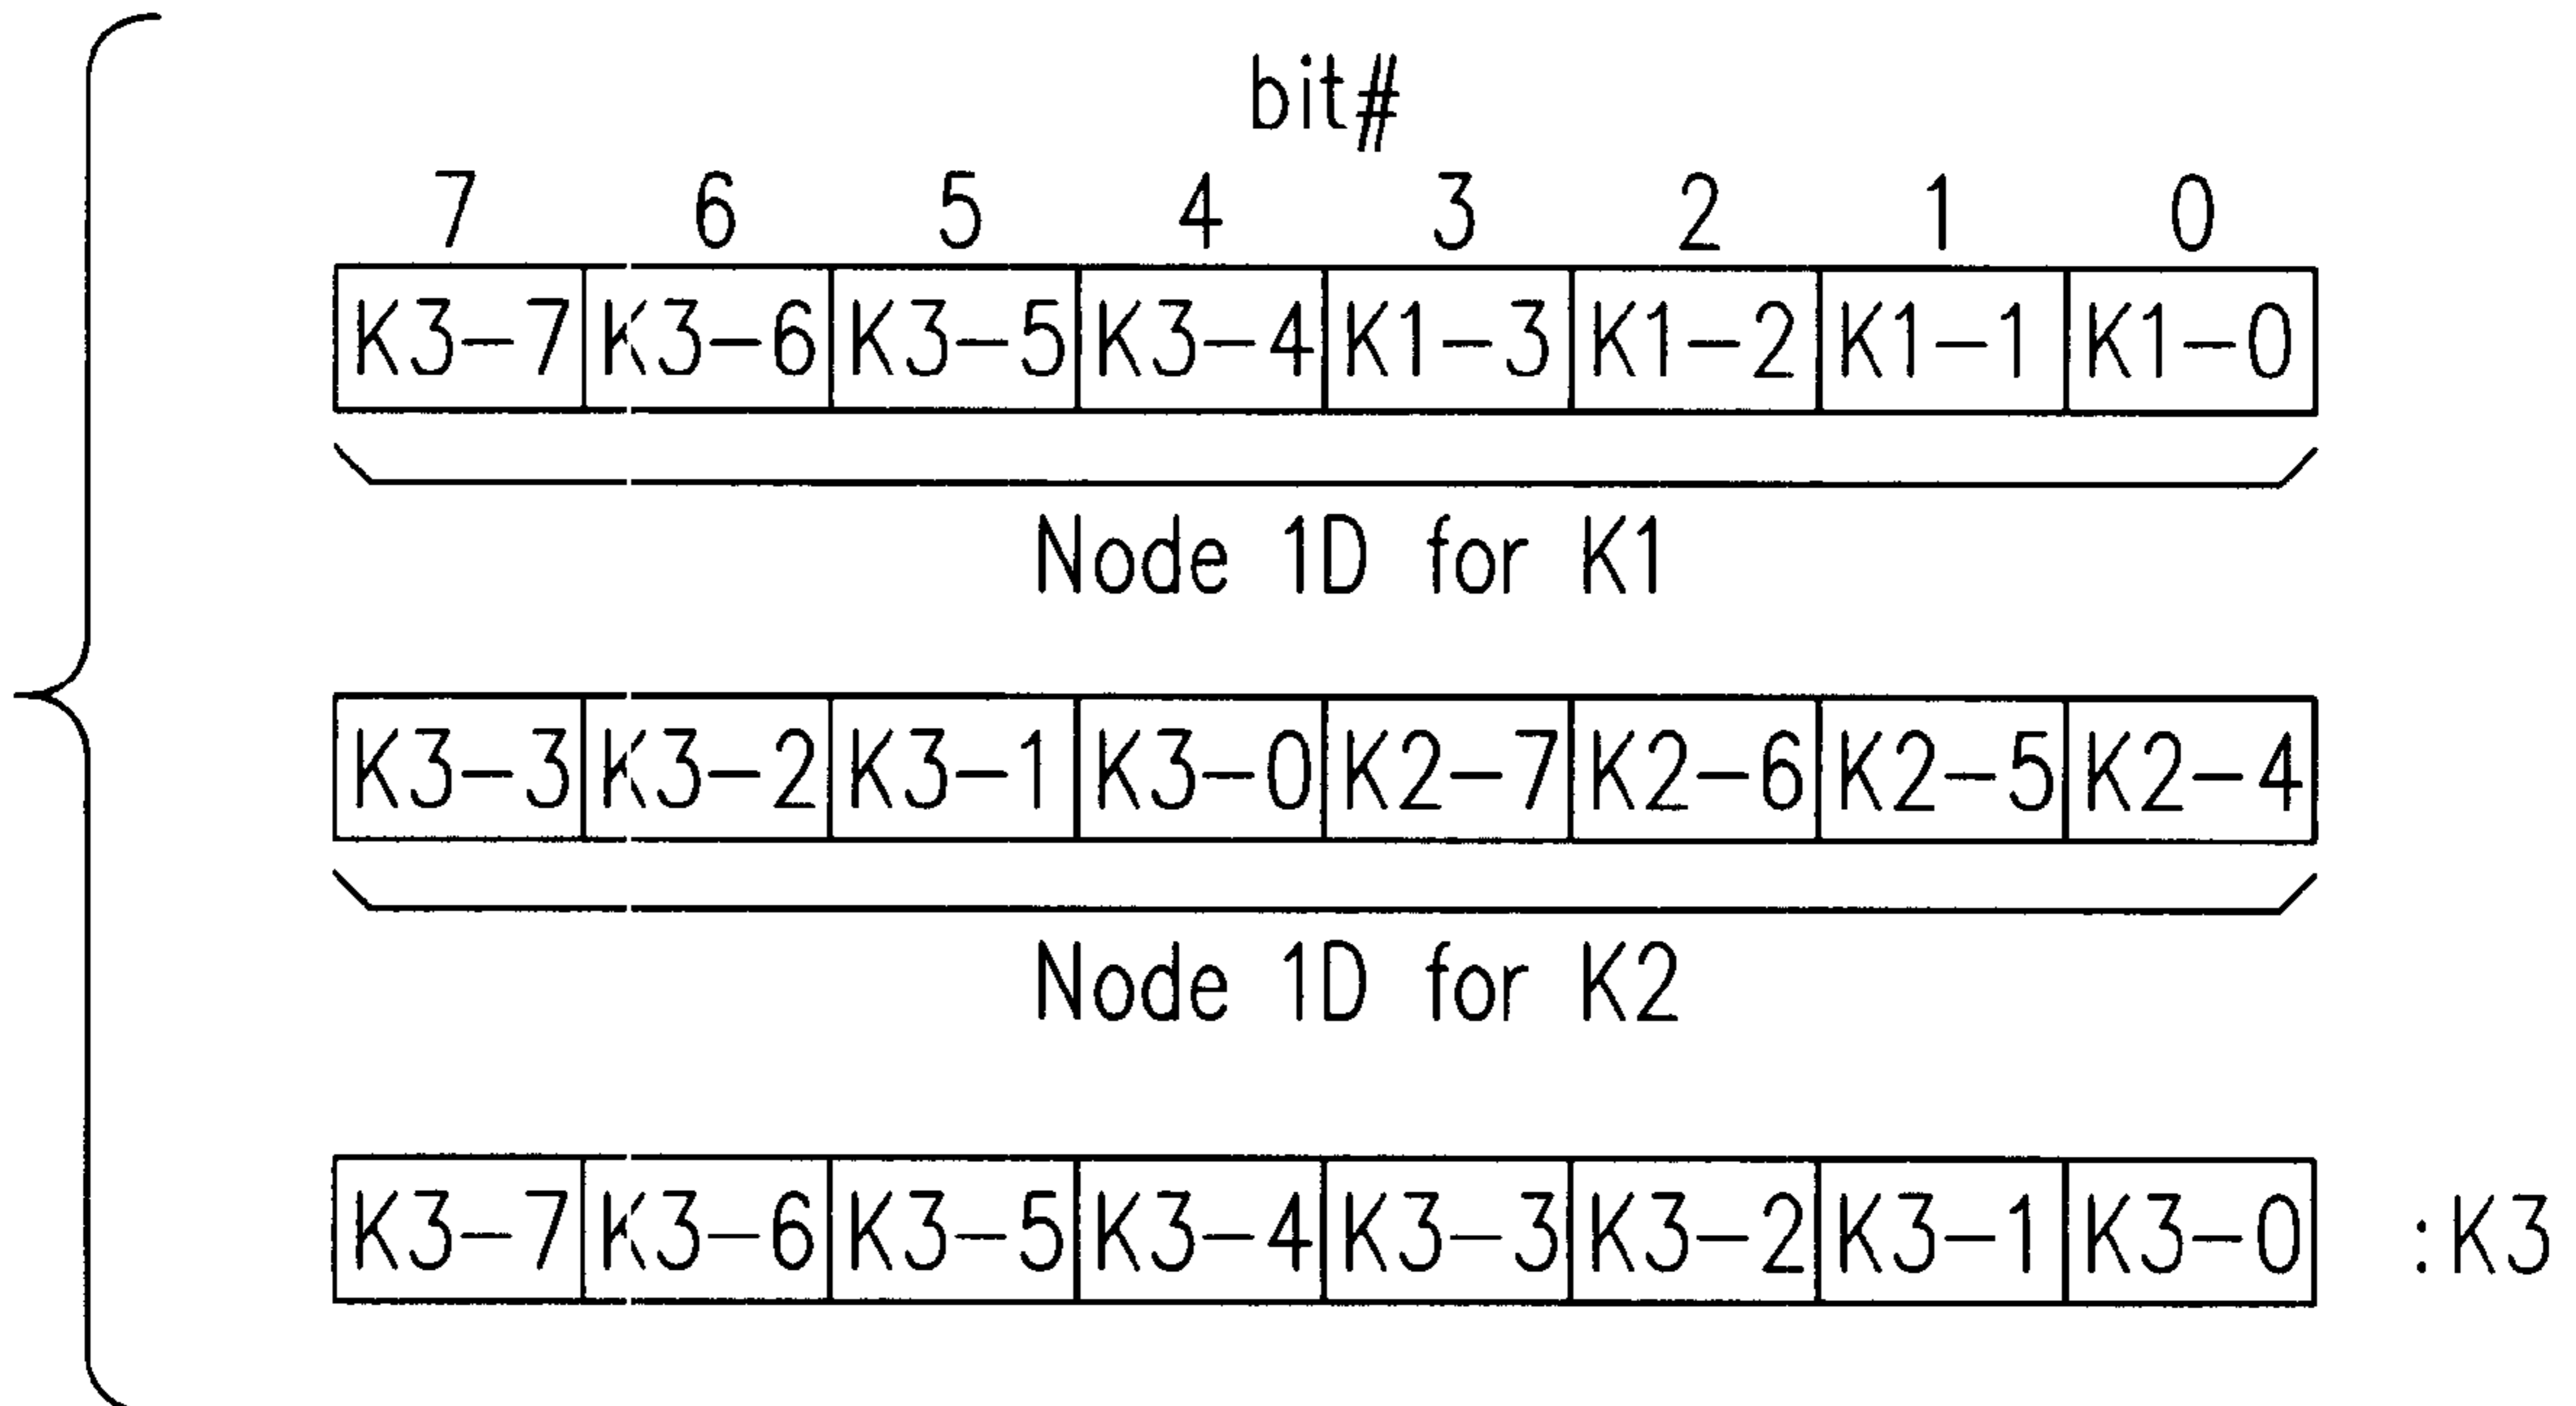 bit#
7 6 5 4 3 2 1 0
K3-7 K3-6 K3-5 K3-4 K1-3 K1-2 K1-1 K1-0
Node 1D for K1
K3-3 K3-2 K3-1 K3-0 K2-7 K2-6 K2-5 K2-4
Node 1D for K2
K3-7 K3-6 K3-5 K3-4 K3-3 K3-2 K3-1 K3-0 :K3